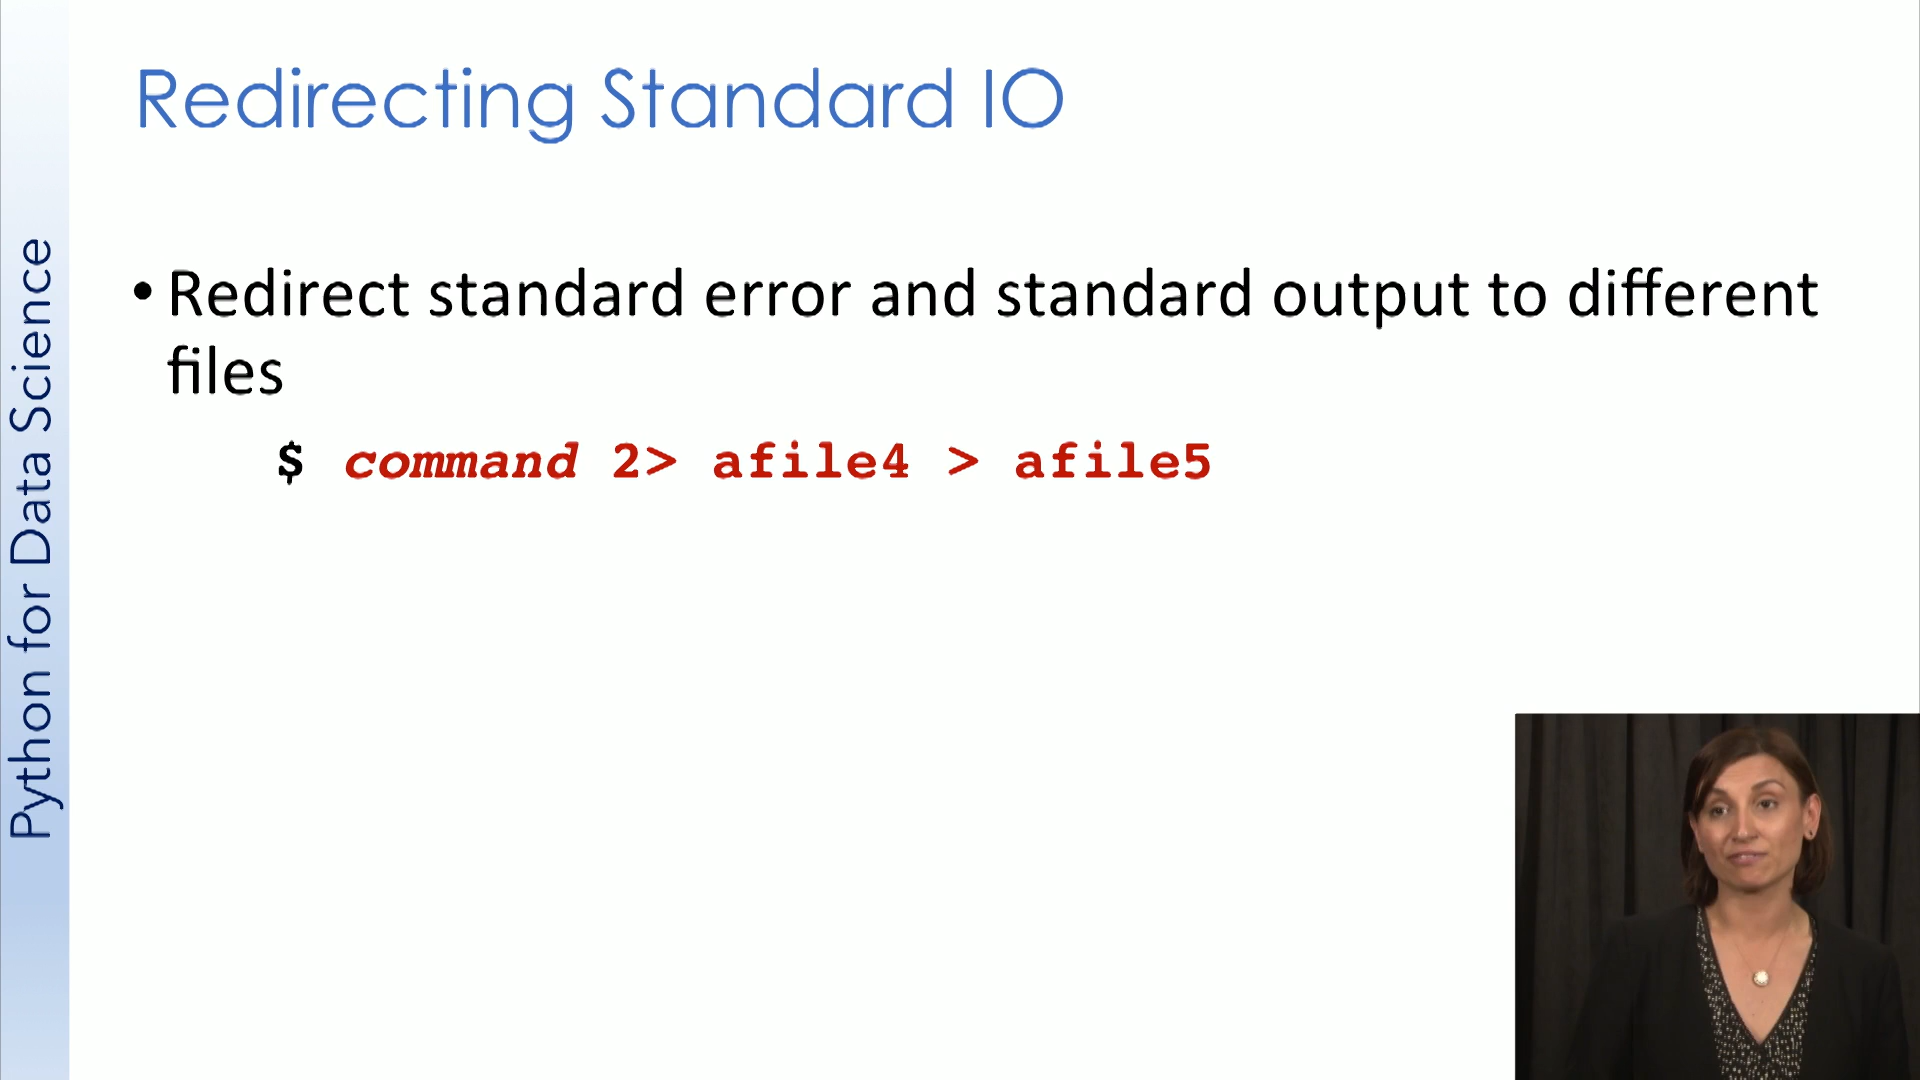 Redirecting Standard IO
• Redirect standard error and standard output to different
files
$ command 2> afile4 > afile5
Python for Data Science